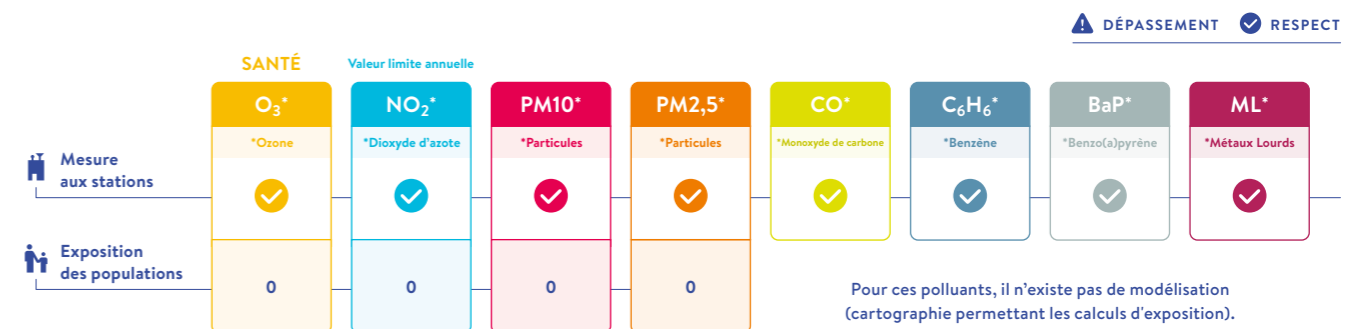 DÉPASSEMENT RESPECT
SANTÉ Valeur limite annuelle
O₃* NO₂* PM10* PM2,5* CO* C₆H₆* BaP* ML*
*Ozone *Dioxyde d'azote *Particules *Particules *Monoxyde de carbone *Benzène *Benzo(a)pyrêne *Métaux Lourds
Mesure
aux stations
Exposition
des populations
0 0 0 0
Pour ces polluants, il n'existe pas de modélisation
(cartographie permettant les calculs d'exposition).